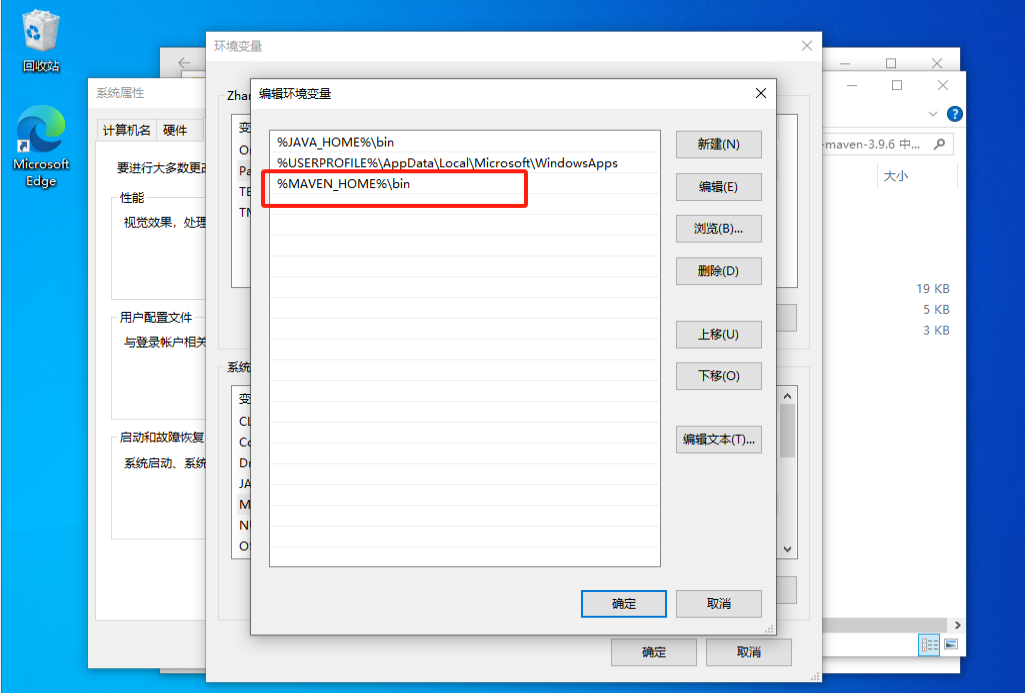 回收站
Microsoft
Edge
环境变量
系统属性
计算机名
硬件
要进行大多数更改
性能
视觉效果，处理
用户配置文件
与登录帐户相关
启动和故障恢复
系统启动、系统
Zhan
变
Pa
TE
系统
变
CL
Co
Dr
JA
M
NU
OS
编辑环境变量
%JAVA_HOME%\bin
%USERPROFILE%\AppData\Local\Microsoft\WindowsApps
%MAVEN_HOME%\bin
新建(N)
编辑(E)
浏览(B)...
删除(D)
上移(U)
下移(O)
编辑文本(T)...
确定
取消
确定
取消
-maven-3.9.6 中...
大小
19 KB
5 KB
3 KB